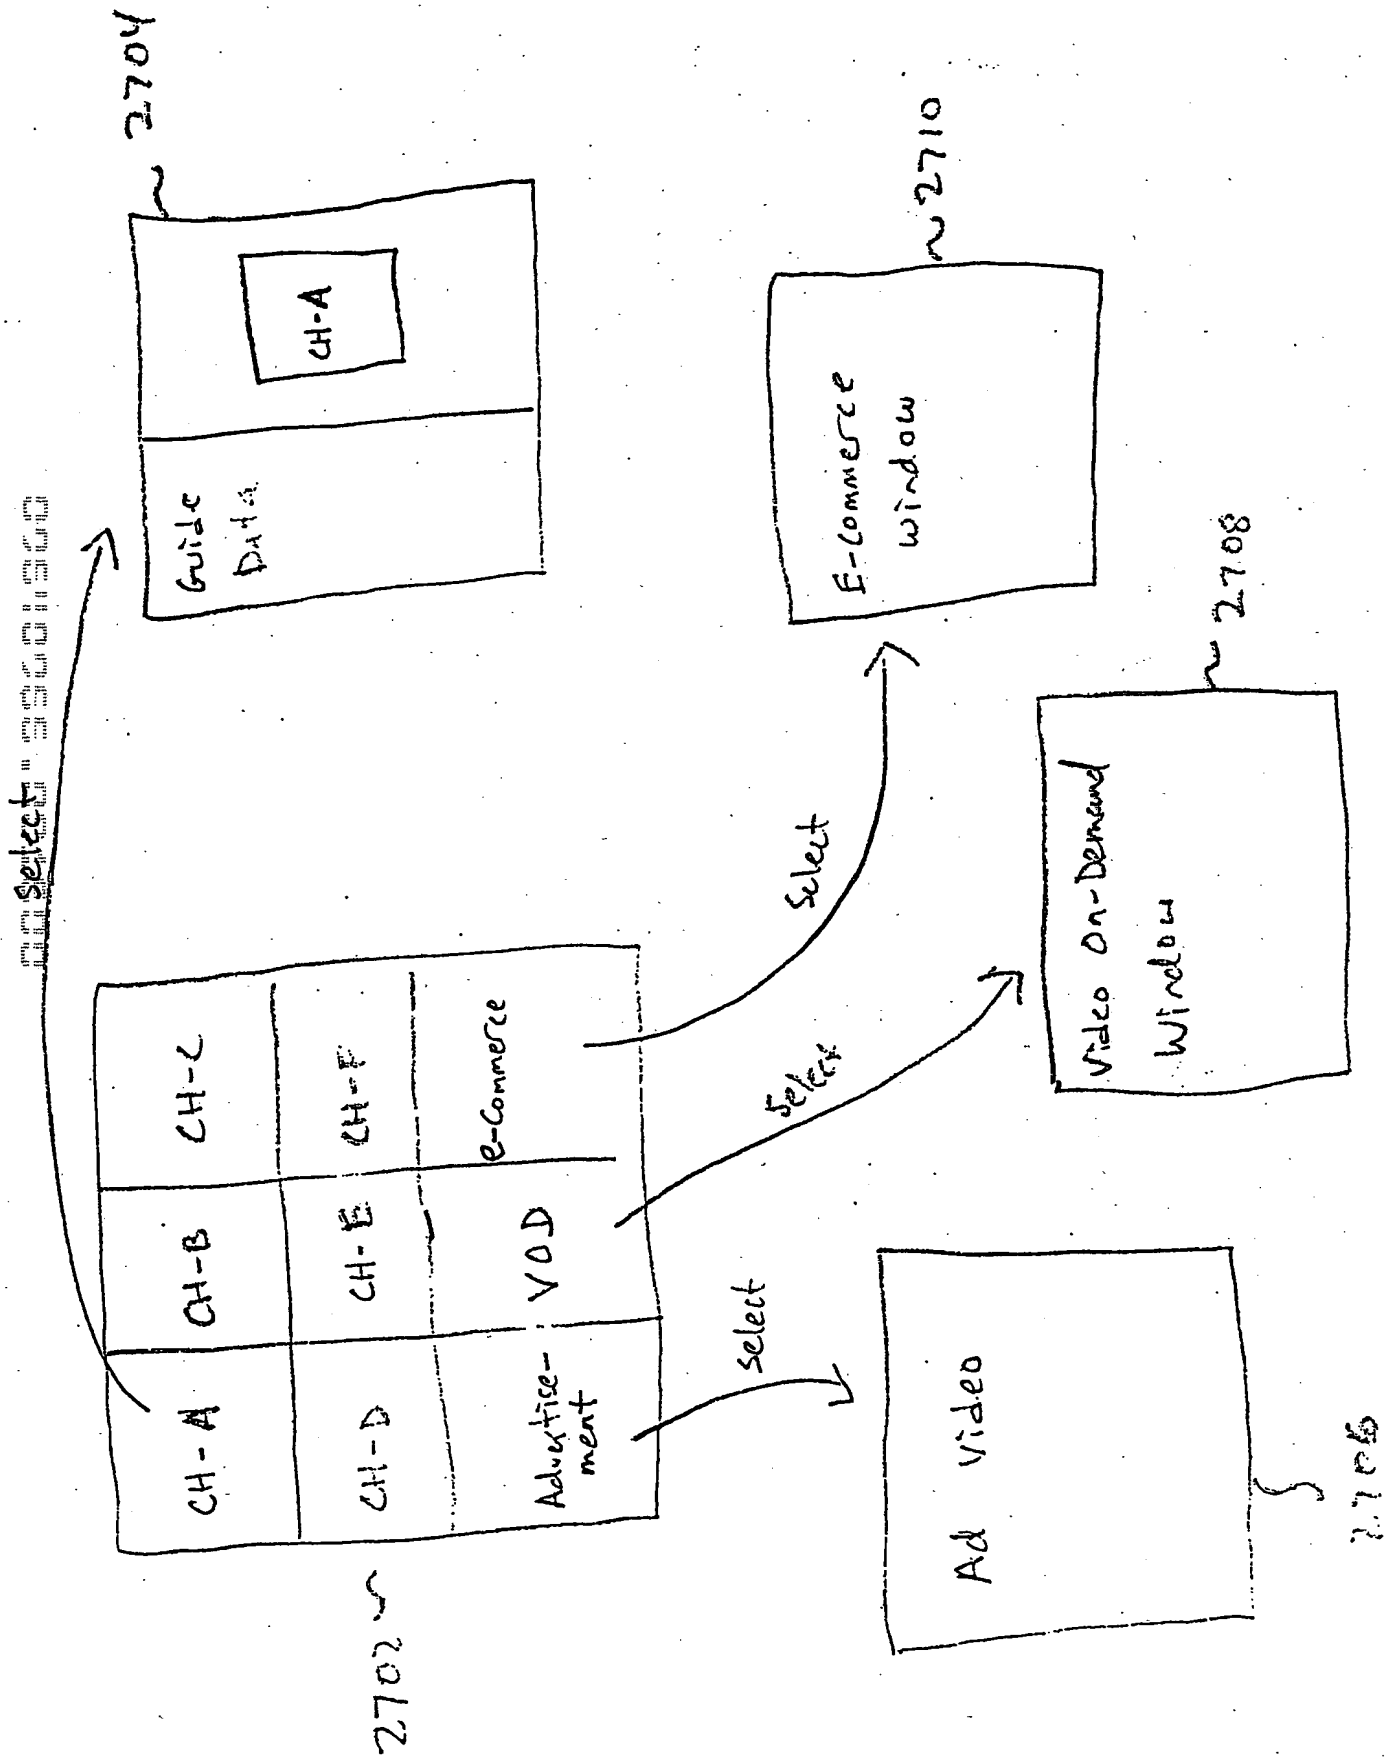 Select
2704
CH-A
CH-B
CH-C
CH-D
CH-E
CH-F
Advertise-
ment
VOD
e-Commerce
2702
Guide
Data
CH-A
Select
Select
Select
E-Commerce
Window
2710
Video On-Demand
Window
2708
Ad Video
2706